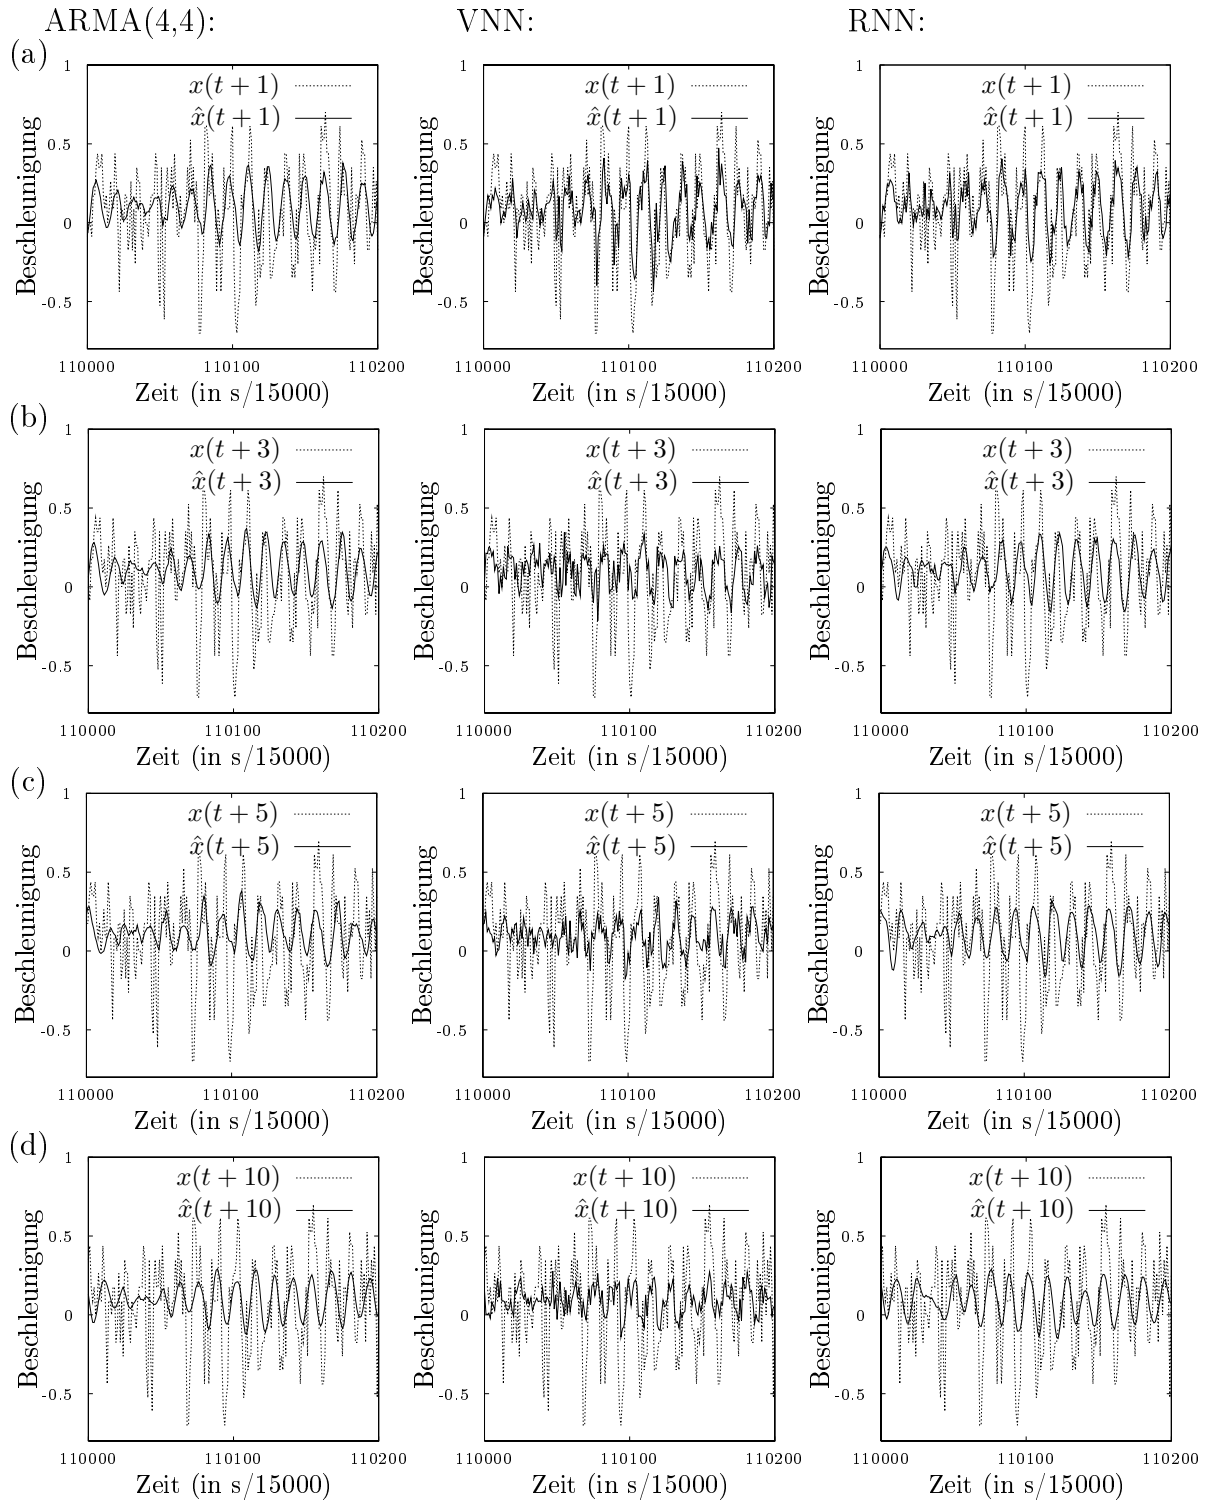 ARMA(4,4): VNN: RNN:
(a)
1 1 1
x(t + 1) x(t + 1) x(t + 1)
x̂(t + 1) x̂(t + 1) x̂(t + 1)
0.5 0.5 0.5
Beschleunigung Beschleunigung Beschleunigung
0 0 0
-0.5 -0.5 -0.5
110000 110100 110200 110000 110100 110200 110000 110100 110200
Zeit (in s/15000) Zeit (in s/15000) Zeit (in s/15000)
(b)
1 1 1
x(t + 3) x(t + 3) x(t + 3)
x̂(t + 3) x̂(t + 3) x̂(t + 3)
0.5 0.5 0.5
Beschleunigung Beschleunigung Beschleunigung
0 0 0
-0.5 -0.5 -0.5
110000 110100 110200 110000 110100 110200 110000 110100 110200
Zeit (in s/15000) Zeit (in s/15000) Zeit (in s/15000)
(c)
1 1 1
x(t + 5) x(t + 5) x(t + 5)
x̂(t + 5) x̂(t + 5) x̂(t + 5)
0.5 0.5 0.5
Beschleunigung Beschleunigung Beschleunigung
0 0 0
-0.5 -0.5 -0.5
110000 110100 110200 110000 110100 110200 110000 110100 110200
Zeit (in s/15000) Zeit (in s/15000) Zeit (in s/15000)
(d)
1 1 1
x(t + 10) x(t + 10) x(t + 10)
x̂(t + 10) x̂(t + 10) x̂(t + 10)
0.5 0.5 0.5
Beschleunigung Beschleunigung Beschleunigung
0 0 0
-0.5 -0.5 -0.5
110000 110100 110200 110000 110100 110200 110000 110100 110200
Zeit (in s/15000) Zeit (in s/15000) Zeit (in s/15000)